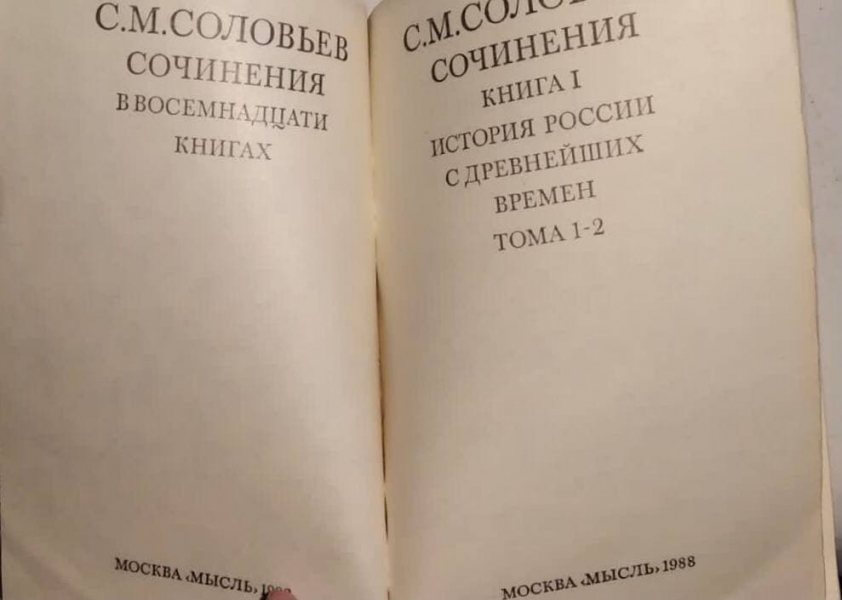 С.М.СОЛОВЬЕВ
СОЧИНЕНИЯ
В ВОСЕМНАДЦАТИ
КНИГАХ
МОСКВА «МЫСЛЬ»
С.М.
СОЧИНЕНИЯ
КНИГА I
ИСТОРИЯ РОССИИ
С ДРЕВНЕЙШИХ
ВРЕМЕН
ТОМА 1-2
МОСКВА «МЫСЛЬ» 1988